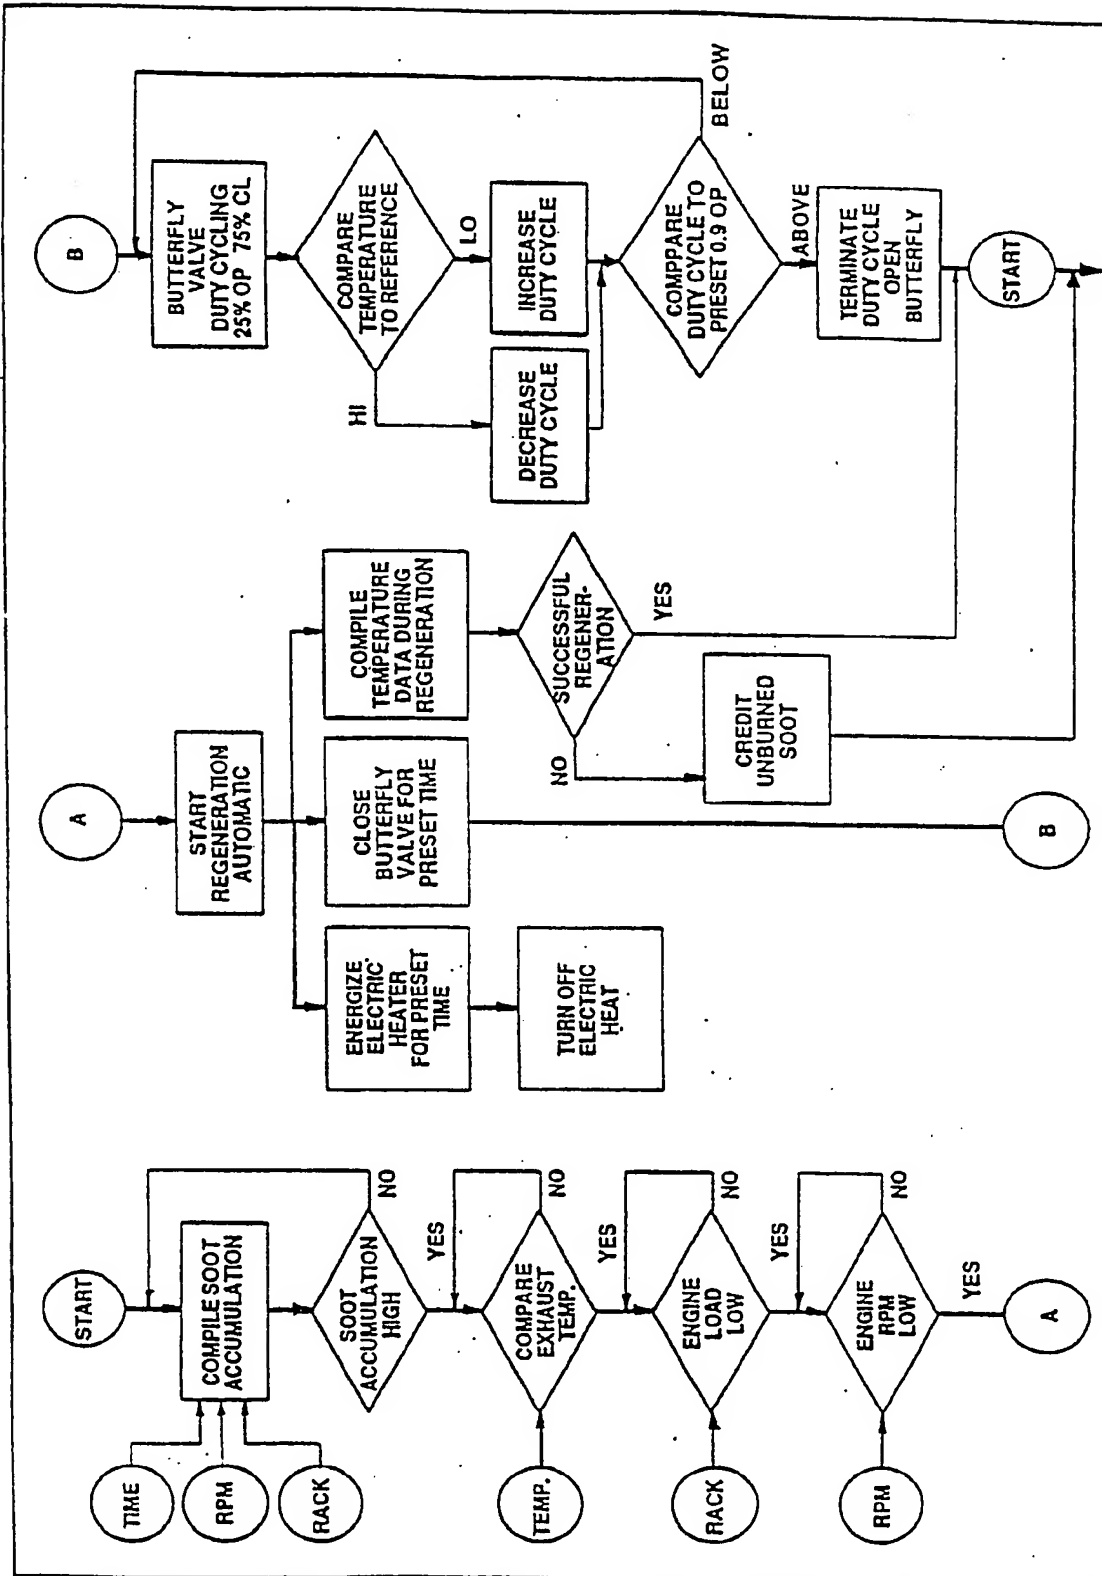 START
TIME
RPM
RACK
COMPILE SOOT
ACCUMULATION
SOOT
ACCUMULATION
HIGH
NO
YES
TEMP.
COMPARE
EXHAUST
TEMP.
NO
YES
RACK
ENGINE
LOAD
LOW
NO
YES
RPM
ENGINE
RPM
LOW
NO
YES
A
A
START
REGENERATION
AUTOMATIC
ENERGIZE
ELECTRIC
HEATER
FOR PRESET
TIME
TURN OFF
ELECTRIC
HEAT
CLOSE
BUTTERFLY
VALVE FOR
PRESET TIME
B
COMPILE
TEMPERATURE
DATA DURING
REGENERATION
SUCCESSFUL
REGENER-
ATION
NO
YES
CREDIT
UNBURNED
SOOT
B
BUTTERFLY
VALVE
DUTY CYCLING
25% OP 75% CL
COMPARE
TEMPERATURE
TO REFERENCE
HI
LO
DECREASE
DUTY CYCLE
INCREASE
DUTY CYCLE
COMPPARE
DUTY CYCLE TO
PRESET 0.9 OP
BELOW
ABOVE
TERMINATE
DUTY CYCLE
OPEN
BUTTERFLY
START